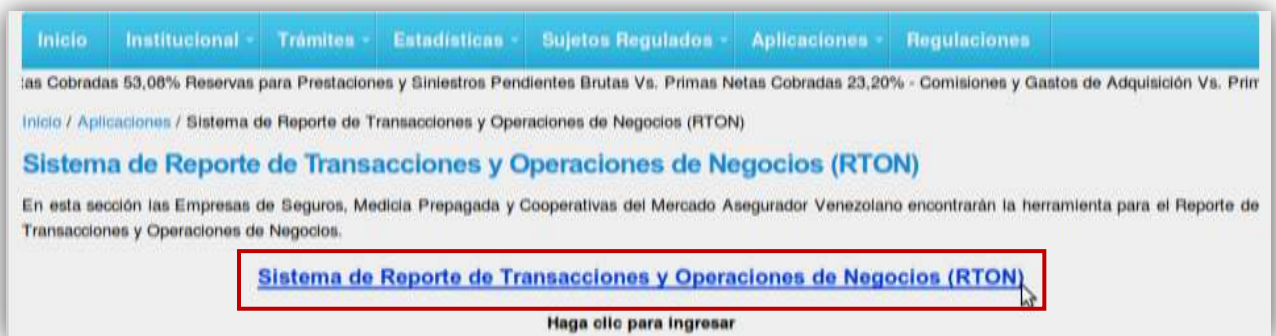 Inicio Institucional Trámites Estadísticas Sujetos Regulados Aplicaciones Regulaciones
tas Cobradas 53,06% Reservas para Prestaciones y Siniestros Pendientes Brutas Vs. Primas Netas Cobradas 23,20% - Comisiones y Gastos de Adquisición Vs. Prim
Inicio / Aplicaciones / Sistema de Reporte de Transacciones y Operaciones de Negocios (RTON)
Sistema de Reporte de Transacciones y Operaciones de Negocios (RTON)
En esta sección las Empresas de Seguros, Medicia Prepagada y Cooperativas del Mercado Asegurador Venezolano encontrarán la herramienta para el Reporte de
Transacciones y Operaciones de Negocios.
Sistema de Reporte de Transacciones y Operaciones de Negocios (RTON)
Haga clic para ingresar